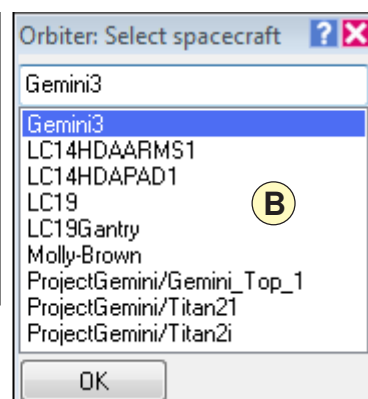 Orbiter: Select spacecraft ?
Gemini3
Gemini3
LC14HDAARMS1
LC14HDAPAD1
LC19
LC19Gantry
Molly-Brown
ProjectGemini/Gemini_Top_1
ProjectGemini/Titan21
ProjectGemini/Titan2i
B
OK